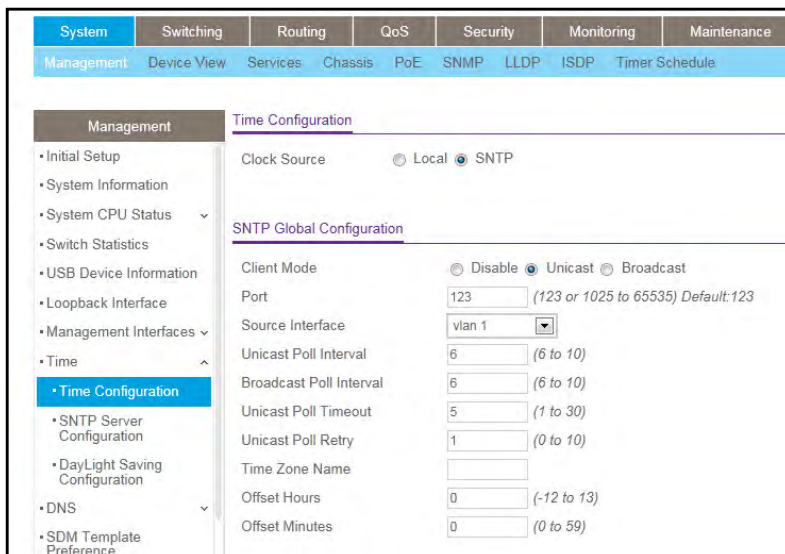 System Switching Routing QoS Security Monitoring Maintenance
Management Device View Services Chassis PoE SNMP LLDP ISDP Timer Schedule
Management
Initial Setup
System Information
System CPU Status
Switch Statistics
USB Device Information
Loopback Interface
Management Interfaces
Time
Time Configuration
SNTP Server
Configuration
DayLight Saving
Configuration
DNS
SDM Template
Preference
Time Configuration
Clock Source Local SNTP
SNTP Global Configuration
Client Mode Disable Unicast Broadcast
Port 123 (123 or 1025 to 65535) Default:123
Source Interface vlan 1
Unicast Poll Interval 6 (6 to 10)
Broadcast Poll Interval 6 (6 to 10)
Unicast Poll Timeout 5 (1 to 30)
Unicast Poll Retry 1 (0 to 10)
Time Zone Name
Offset Hours 0 (-12 to 13)
Offset Minutes 0 (0 to 59)